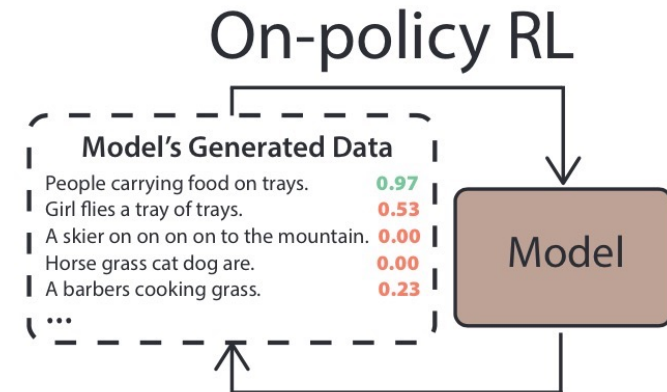 On-policy RL
Model's Generated Data
People carrying food on trays. 0.97
Girl flies a tray of trays. 0.53
A skier on on on on to the mountain. 0.00
Horse grass cat dog are. 0.00
A barbers cooking grass. 0.23
...
Model